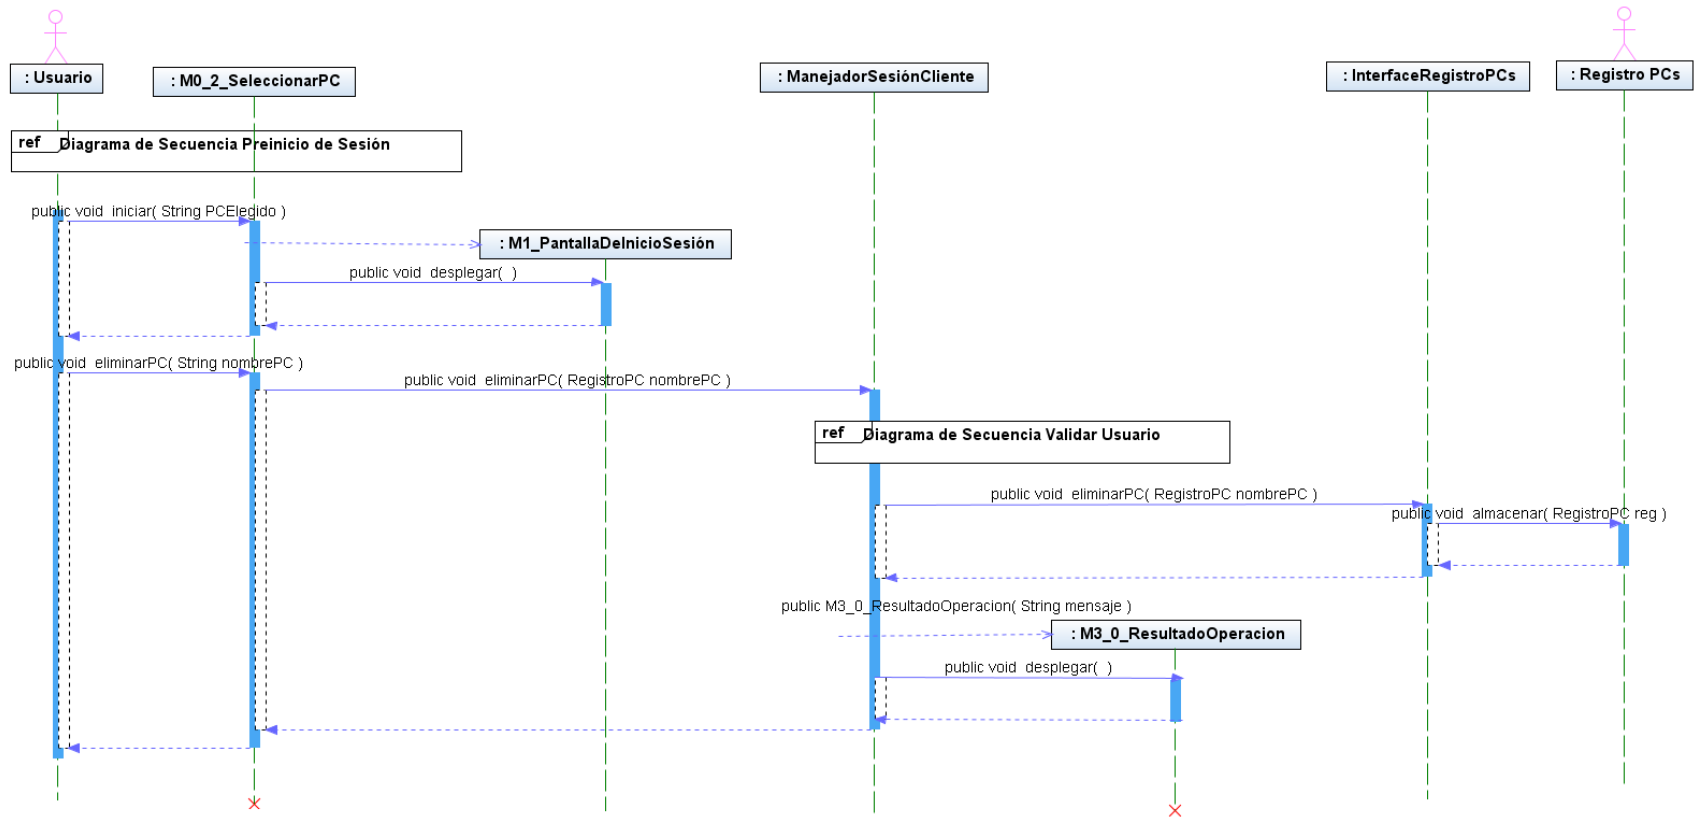 : Usuario
: M0_2_SeleccionarPC
: ManejadorSesiónCliente
: InterfaceRegistroPCs
: Registro PCs
ref Diagrama de Secuencia Preinicio de Sesión
public void iniciar( String PCElegido )
: M1_PantallaDeInicioSesión
public void desplegar( )
public void eliminarPC( String nombrePC )
public void eliminarPC( RegistroPC nombrePC )
ref Diagrama de Secuencia Validar Usuario
public void eliminarPC( RegistroPC nombrePC )
public void almacenar( RegistroPC reg )
public M3_0_ResultadoOperacion( String mensaje )
: M3_0_ResultadoOperacion
public void desplegar( )